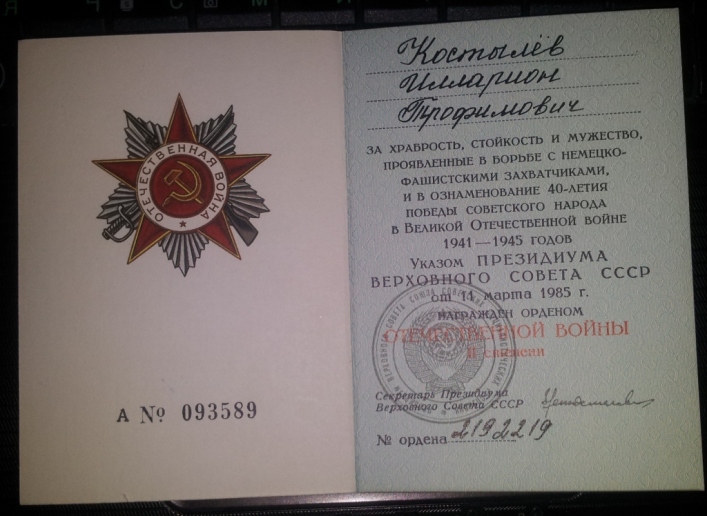 ОТЕЧЕСТВЕННАЯ ВОЙНА
А № 093589
Костылёв
Илларион
Трофимович
ЗА ХРАБРОСТЬ, СТОЙКОСТЬ И МУЖЕСТВО,
ПРОЯВЛЕННЫЕ В БОРЬБЕ С НЕМЕЦКО-
ФАШИСТСКИМИ ЗАХВАТЧИКАМИ,
И В ОЗНАМЕНОВАНИЕ 40-ЛЕТИЯ
ПОБЕДЫ СОВЕТСКОГО НАРОДА
В ВЕЛИКОЙ ОТЕЧЕСТВЕННОЙ ВОЙНЕ
1941—1945 ГОДОВ
УКАЗОМ ПРЕЗИДИУМА
ВЕРХОВНОГО СОВЕТА СССР
от 11 марта 1985 г.
НАГРАЖДЕН ОРДЕНОМ
ОТЕЧЕСТВЕННОЙ ВОЙНЫ
II степени
Секретарь Президиума
Верховного Совета СССР
№ ордена 2192219